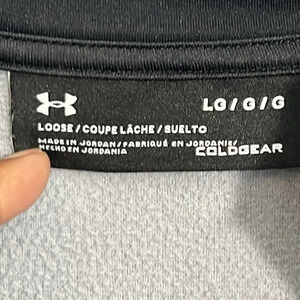 LG/G/G
LOOSE/COUPE LÂCHE/SUELTO
MADE IN JORDAN/FABRIQUÉ EN JORDANIE/
HECHO EN JORDANIA
COLDGEAR